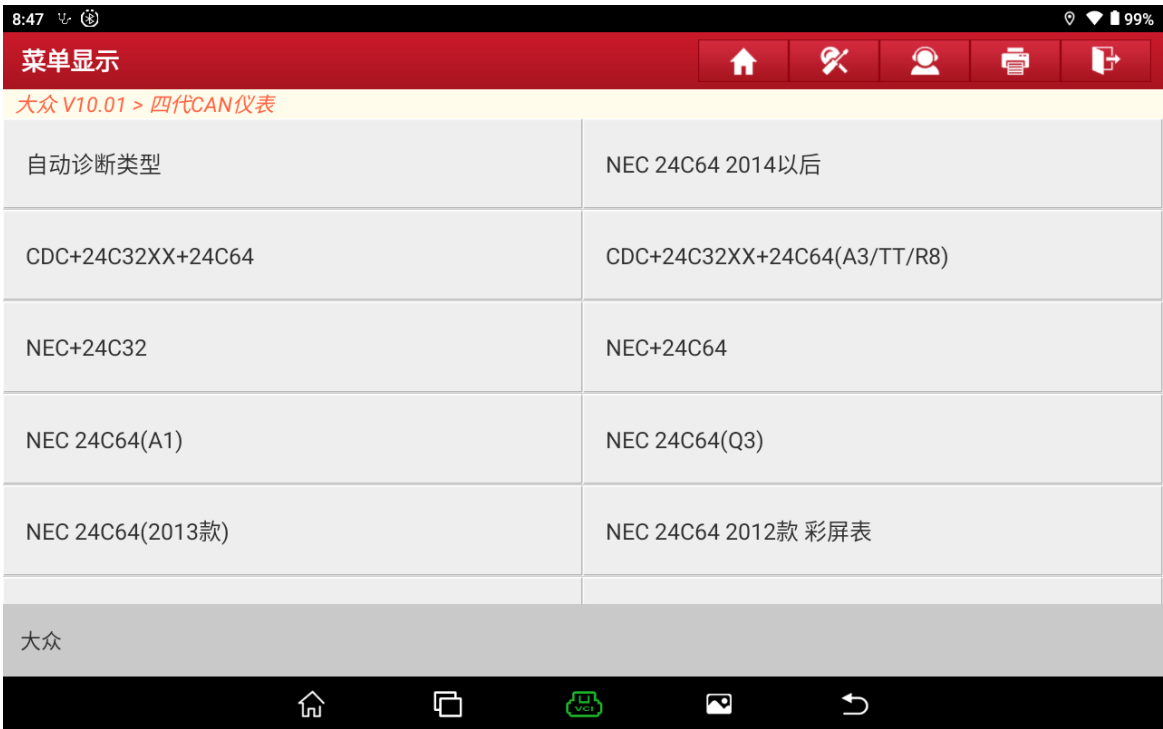 8:47
99%
菜单显示
大众 V10.01 > 四代CAN仪表
自动诊断类型
NEC 24C64 2014以后
CDC+24C32XX+24C64
CDC+24C32XX+24C64(A3/TT/R8)
NEC+24C32
NEC+24C64
NEC 24C64(A1)
NEC 24C64(Q3)
NEC 24C64(2013款)
NEC 24C64 2012款 彩屏表
大众
VCI